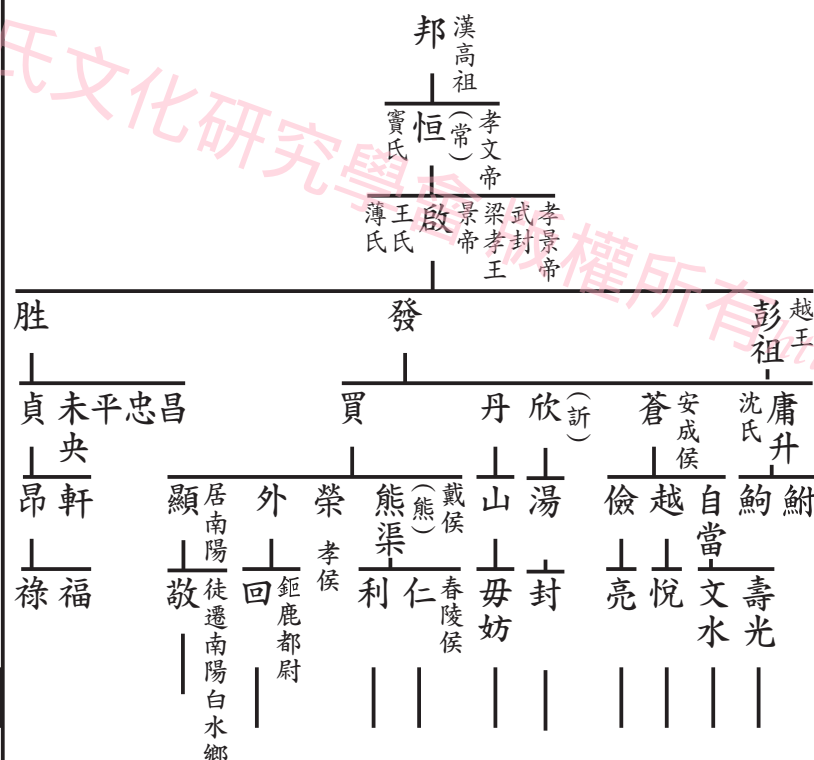 邦 漢高祖
竇氏 恒 (常) 孝文帝
薄氏 王氏 啟 景帝 梁孝王 武封 孝景帝
胜 發 彭祖 越王
貞 未央 平 忠 昌 買 丹 欣 (訢) 蒼 安成侯 沈氏 庸升
昂 軒 顯 居南陽 外 榮 孝侯 熊渠 (熊) 戴侯 山 湯 儉 越 自當 鮈 鮒
祿 福 敬 徒遷南陽白水鄉 回 鉅鹿都尉 利 仁 春陵侯 毋妨 封 亮 悅 文水 壽光
氏文化研究學會 版權所有